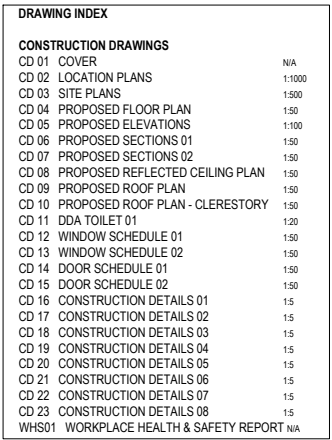 DRAWING INDEX
CONSTRUCTION DRAWINGS
CD 01 COVER N/A
CD 02 LOCATION PLANS 1:1000
CD 03 SITE PLANS 1:500
CD 04 PROPOSED FLOOR PLAN 1:50
CD 05 PROPOSED ELEVATIONS 1:100
CD 06 PROPOSED SECTIONS 01 1:50
CD 07 PROPOSED SECTIONS 02 1:50
CD 08 PROPOSED REFLECTED CEILING PLAN 1:50
CD 09 PROPOSED ROOF PLAN 1:50
CD 10 PROPOSED ROOF PLAN - CLERESTORY 1:50
CD 11 DDA TOILET 01 1:20
CD 12 WINDOW SCHEDULE 01 1:50
CD 13 WINDOW SCHEDULE 02 1:50
CD 14 DOOR SCHEDULE 01 1:50
CD 15 DOOR SCHEDULE 02 1:50
CD 16 CONSTRUCTION DETAILS 01 1:5
CD 17 CONSTRUCTION DETAILS 02 1:5
CD 18 CONSTRUCTION DETAILS 03 1:5
CD 19 CONSTRUCTION DETAILS 04 1:5
CD 20 CONSTRUCTION DETAILS 05 1:5
CD 21 CONSTRUCTION DETAILS 06 1:5
CD 22 CONSTRUCTION DETAILS 07 1:5
CD 23 CONSTRUCTION DETAILS 08 1:5
WHS01 WORKPLACE HEALTH & SAFETY REPORT N/A